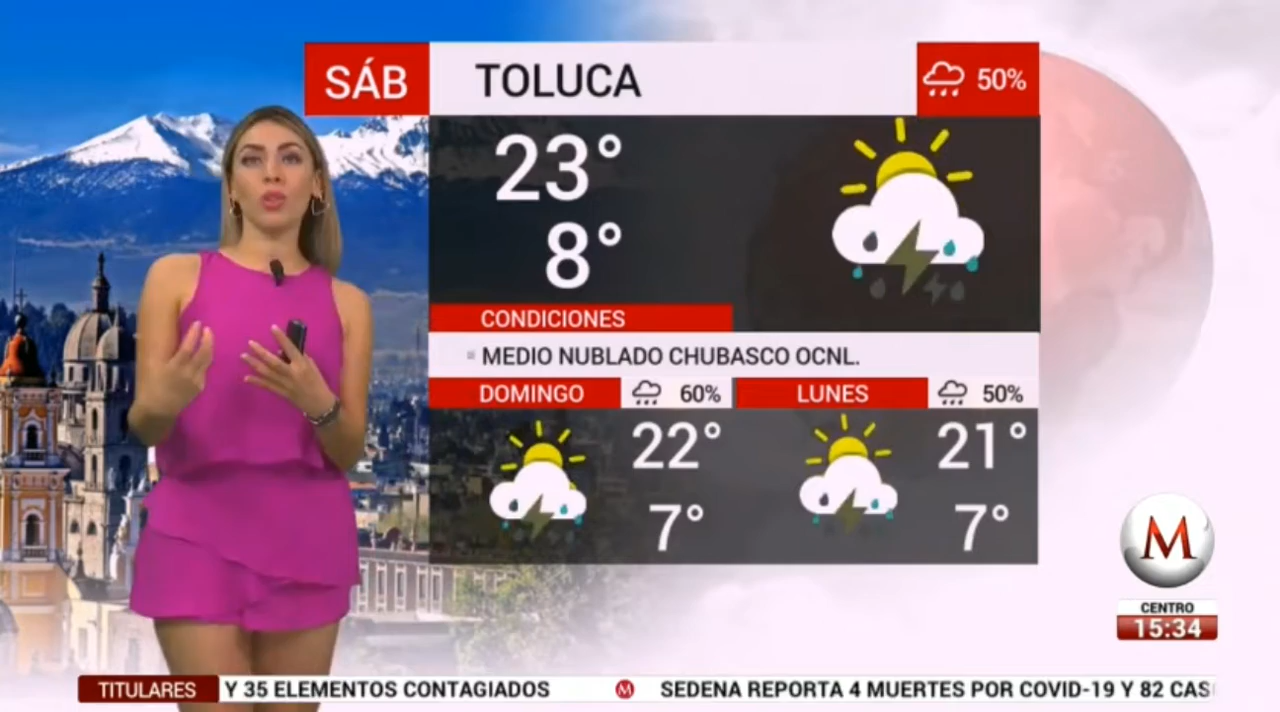 SÁB
TOLUCA
50%
23°
8°
CONDICIONES
MEDIO NUBLADO CHUBASCO OCNL.
DOMINGO
60%
LUNES
50%
22°
7°
21°
7°
M
CENTRO
15:34
TITULARES
Y 35 ELEMENTOS CONTAGIADOS
M
SEDENA REPORTA 4 MUERTES POR COVID-19 Y 82 CAS